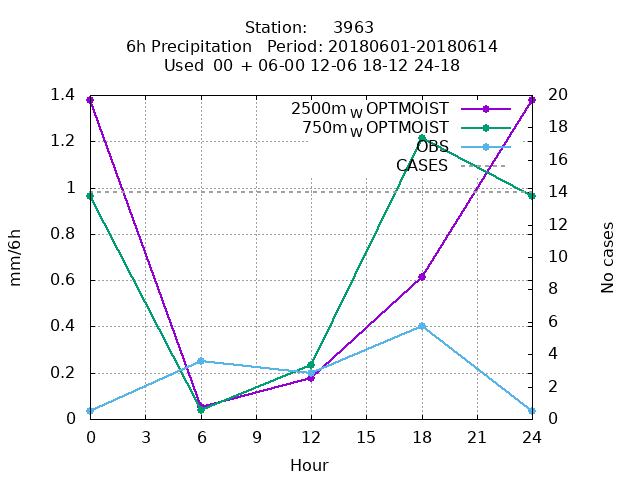 Station: 3963
6h Precipitation Period: 20180601-20180614
Used 00 + 06-00 12-06 18-12 24-18
2500m W OPTMOIST
750m W OPTMOIST
OBS
CASES
1.4
1.2
1
0.8
0.6
0.4
0.2
0
mm/6h
20
18
16
14
12
10
8
6
4
2
0
No cases
0 3 6 9 12 15 18 21 24
Hour